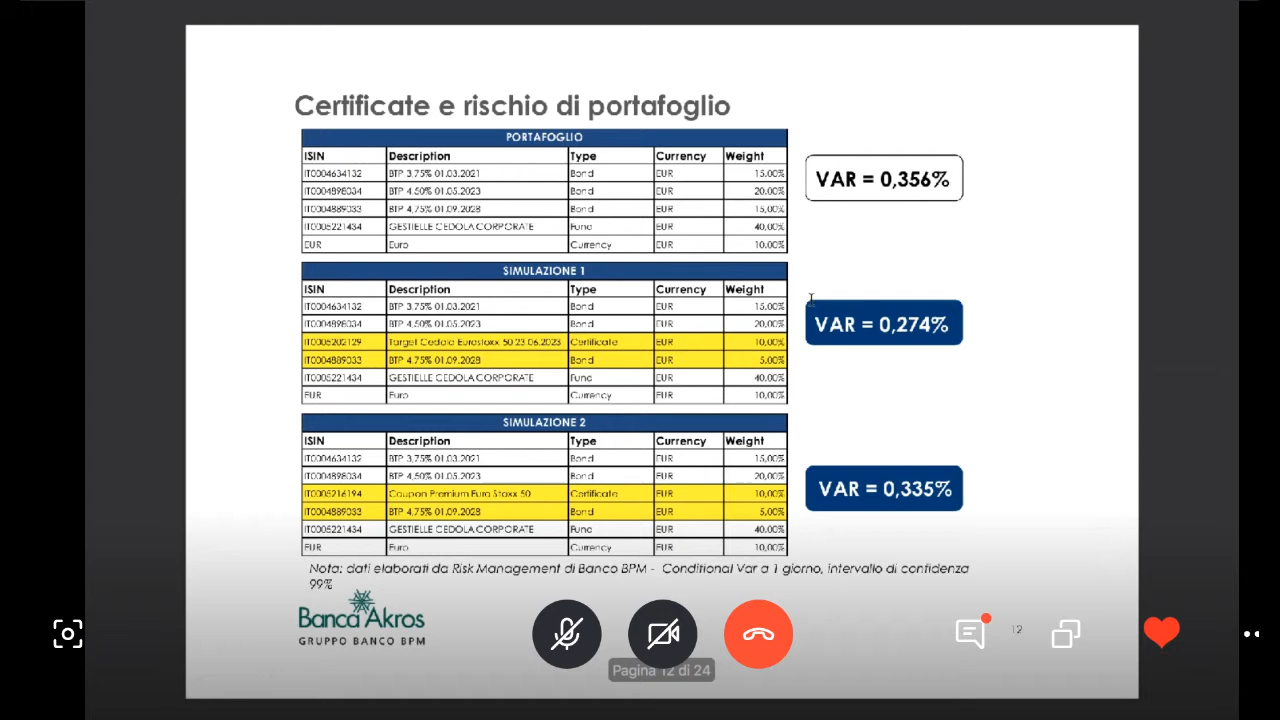 Certificate e rischio di portafoglio
PORTAFOGLIO
ISIN Description Type Currency Weight
IT0004634132 BTP 3,75% 01.03.2021 Bond EUR 15,00%
IT0004898034 BTP 4,50% 01.05.2023 Bond EUR 20,00%
IT0004889033 BTP 4,75% 01.09.2028 Bond EUR 15,00%
IT0005221434 GESTIELLE CEDOLA CORPORATE Fund EUR 40,00%
EUR Euro Currency EUR 10,00%
VAR = 0,356%
SIMULAZIONE 1
ISIN Description Type Currency Weight
IT0004634132 BTP 3,75% 01.03.2021 Bond EUR 15,00%
IT0004898034 BTP 4,50% 01.05.2023 Bond EUR 20,00%
IT0005202129 Target Cedola Eurostoxx 50 23.06.2023 Certificate EUR 10,00%
IT0004889033 BTP 4,75% 01.09.2028 Bond EUR 5,00%
IT0005221434 GESTIELLE CEDOLA CORPORATE Fund EUR 40,00%
EUR Euro Currency EUR 10,00%
VAR = 0,274%
SIMULAZIONE 2
ISIN Description Type Currency Weight
IT0004634132 BTP 3,75% 01.03.2021 Bond EUR 15,00%
IT0004898034 BTP 4,50% 01.05.2023 Bond EUR 20,00%
IT0005216194 Coupon Premium Euro Stoxx 50 Certificate EUR 10,00%
IT0004889033 BTP 4,75% 01.09.2028 Bond EUR 5,00%
IT0005221434 GESTIELLE CEDOLA CORPORATE Fund EUR 40,00%
EUR Euro Currency EUR 10,00%
VAR = 0,335%
Nota: dati elaborati da Risk Management di Banco BPM - Conditional Var a 1 giorno, intervallo di confidenza
99%
Banca Akros
GRUPPO BANCO BPM
12
Pagina 12 di 24